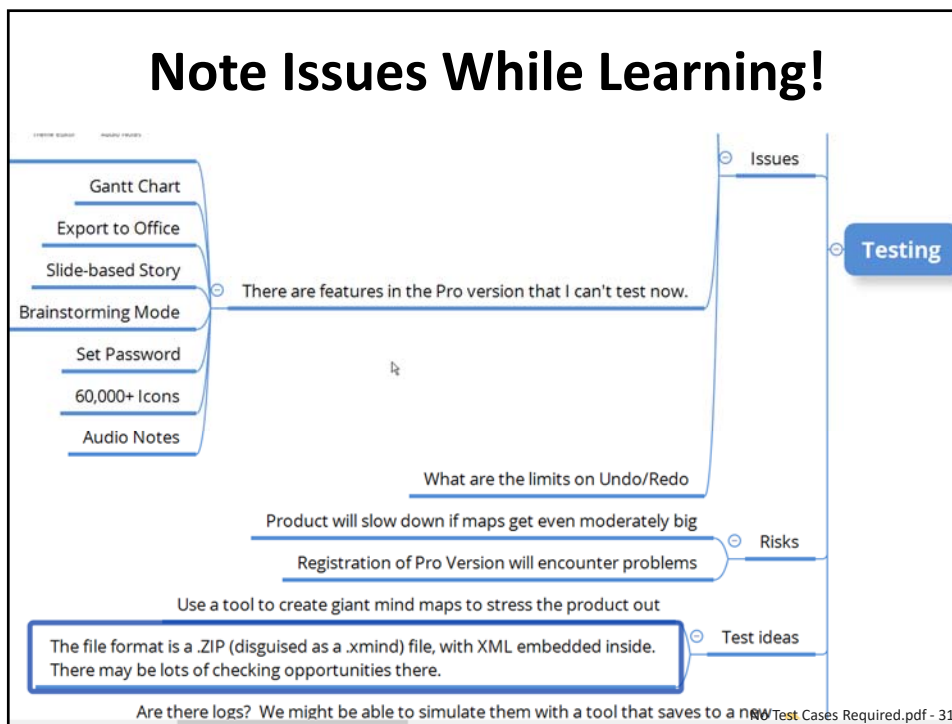 Note Issues While Learning!
Theme Editor Audio Notes
Gantt Chart
Export to Office
Slide-based Story
Brainstorming Mode
Set Password
60,000+ Icons
Audio Notes
There are features in the Pro version that I can't test now.
Issues
Testing
What are the limits on Undo/Redo
Product will slow down if maps get even moderately big
Registration of Pro Version will encounter problems
Risks
Use a tool to create giant mind maps to stress the product out
The file format is a .ZIP (disguised as a .xmind) file, with XML embedded inside.
There may be lots of checking opportunities there.
Test ideas
Are there logs? We might be able to simulate them with a tool that saves to a new
No Test Cases Required.pdf - 31